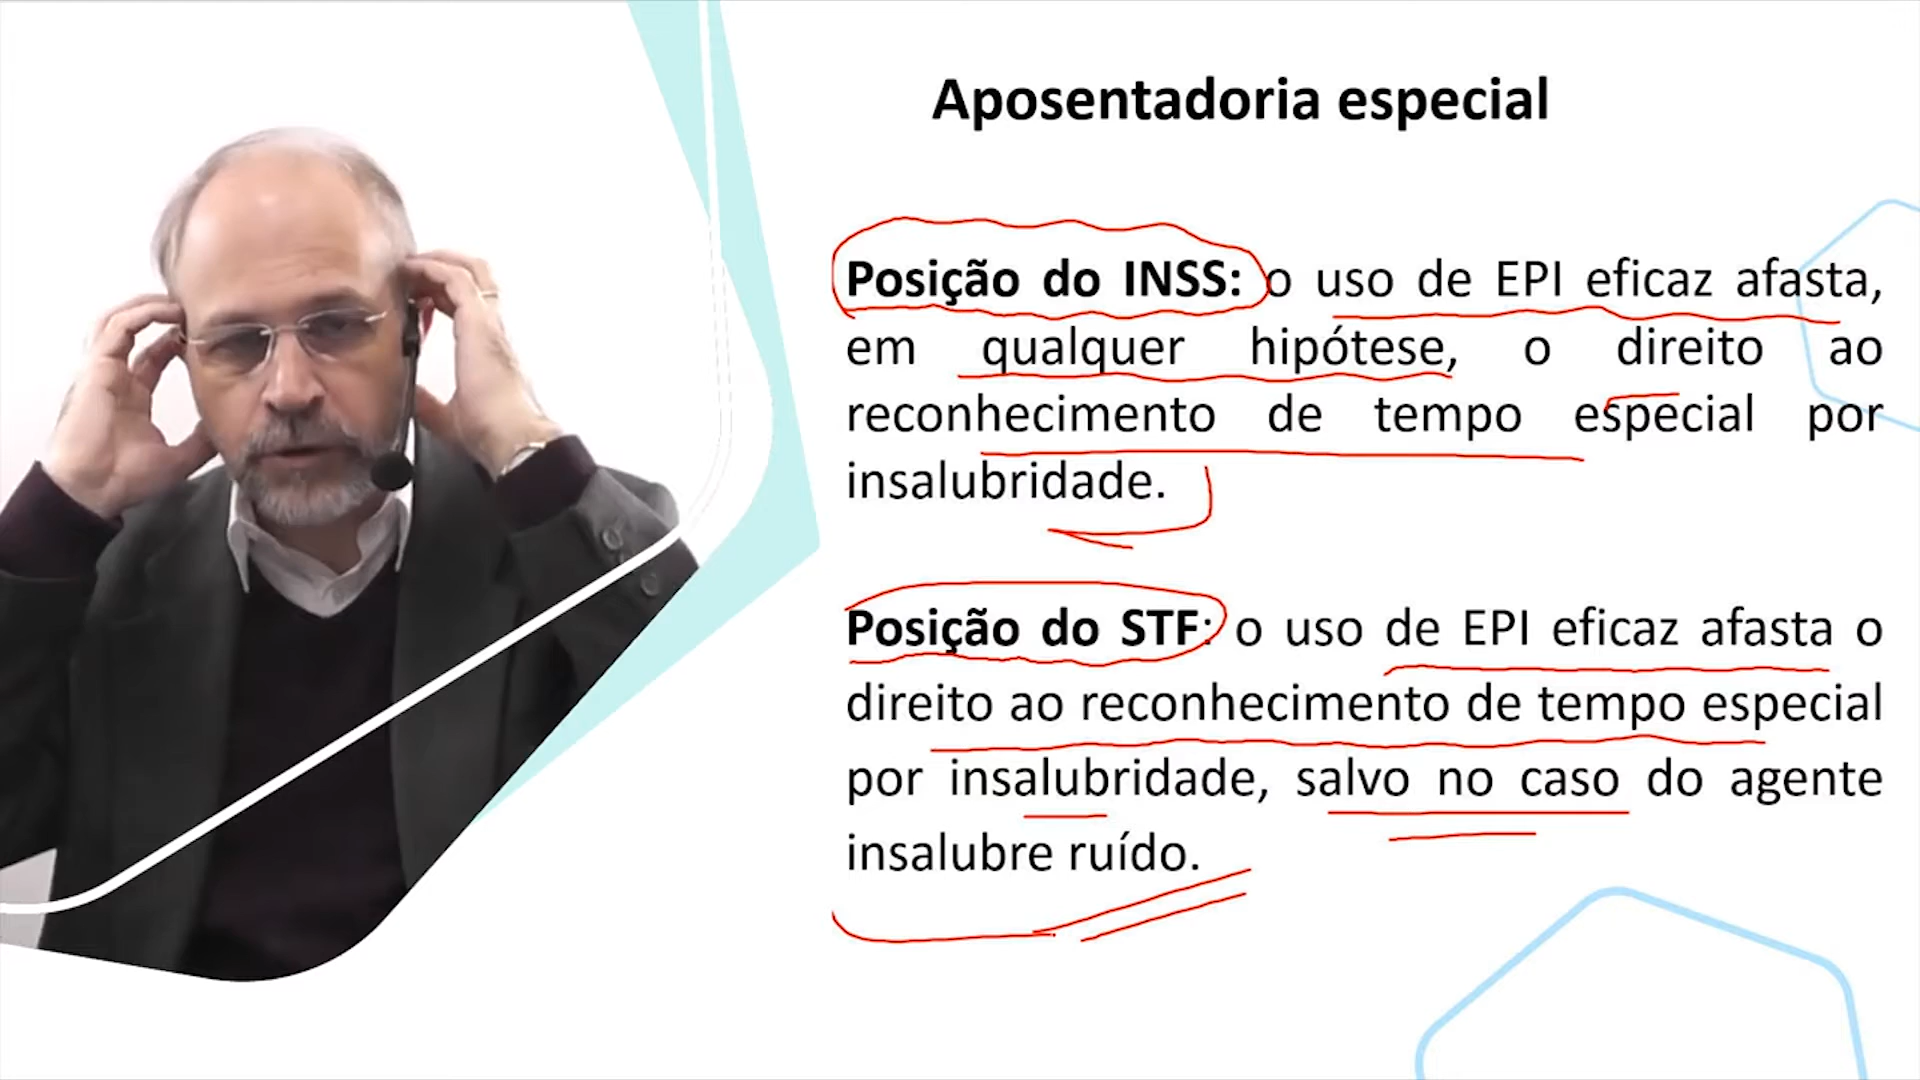 Aposentadoria especial
Posição do INSS: o uso de EPI eficaz afasta,
em qualquer hipótese, o direito ao
reconhecimento de tempo especial por
insalubridade.
Posição do STF: o uso de EPI eficaz afasta o
direito ao reconhecimento de tempo especial
por insalubridade, salvo no caso do agente
insalubre ruído.